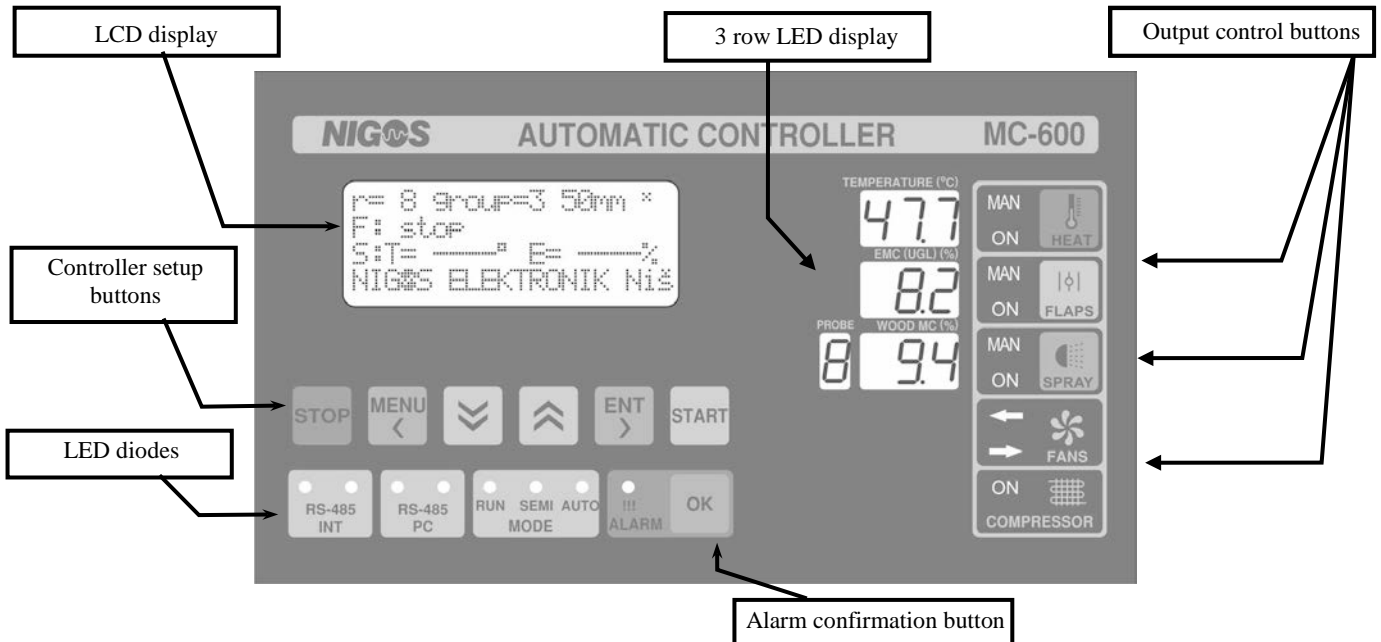 LCD display
3 row LED display
Output control buttons
NIGOS AUTOMATIC CONTROLLER MC-600
r= 8 group=3 50mm *
F: stop
S:T= ----° E= ----%
NIGOS ELEKTRONIK Niš
TEMPERATURE (°C)
47.7
EMC (UGL) (%)
8.2
PROBE WOOD MC (%)
8 9.4
MAN
ON HEAT
MAN
ON FLAPS
MAN
ON SPRAY
FANS
ON
COMPRESSOR
Controller setup
buttons
STOP MENU ENT START
LED diodes
RS-485
INT
RS-485
PC
RUN SEMI AUTO
MODE
!!!
ALARM
OK
Alarm confirmation button